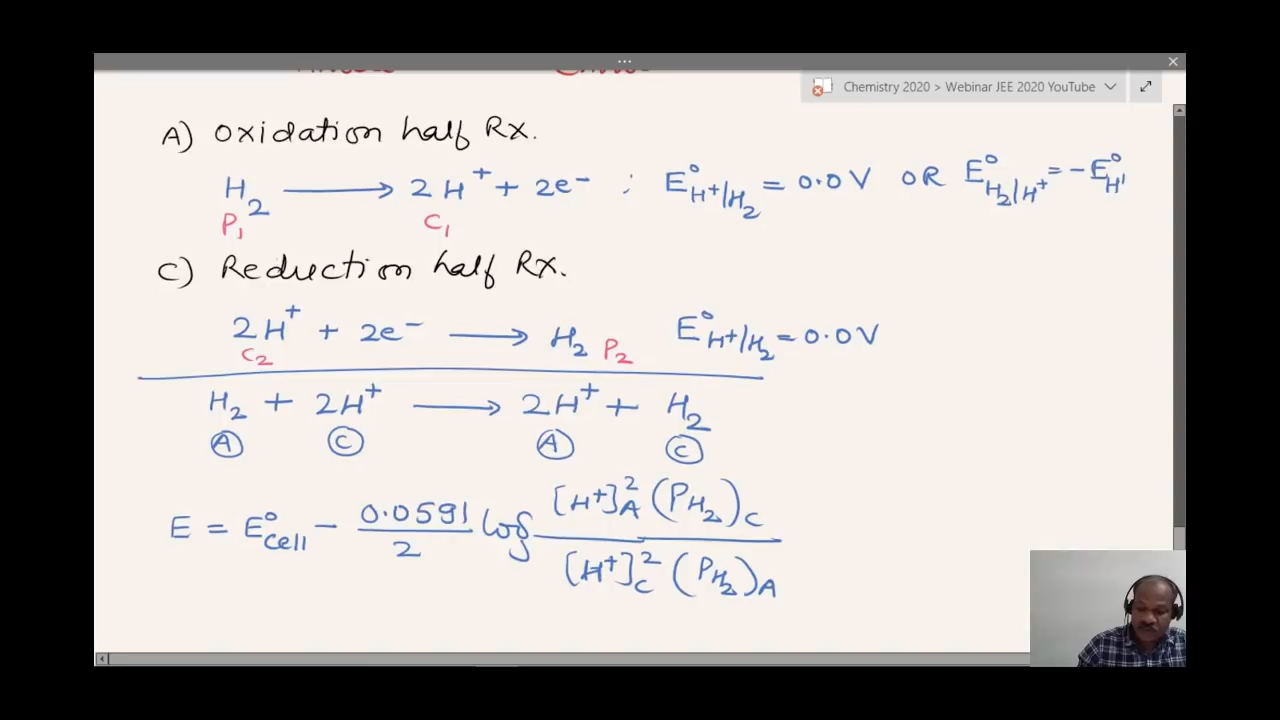 ...
Chemistry 2020 > Webinar JEE 2020 YouTube
A) Oxidation half Rx.
H₂ ⟶ 2H⁺ + 2e⁻ ; E°H⁺/H₂ = 0.0V OR E°H₂/H⁺ = -E°H⁺
P₁ C₁
C) Reduction half Rx.
2H⁺ + 2e⁻ ⟶ H₂ P₂ E°H⁺/H₂ = 0.0V
C₂
H₂ + 2H⁺ ⟶ 2H⁺ + H₂
A C A C
E = E°cell - 0.0591/2 log [H⁺]²A (PH₂)C / [H⁺]²C (PH₂)A